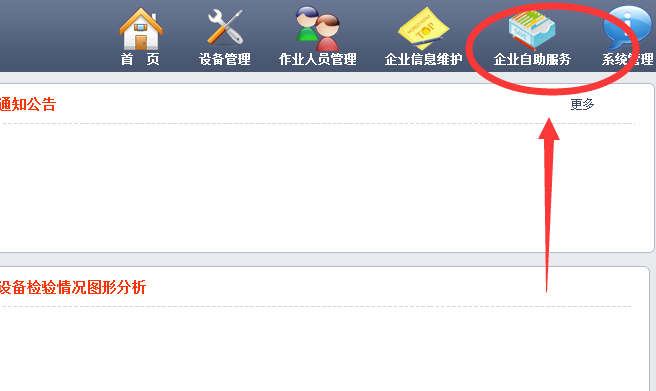 首 页 设备管理 作业人员管理 企业信息维护 企业自助服务 系统管理
通知公告 更多
设备检验情况图形分析